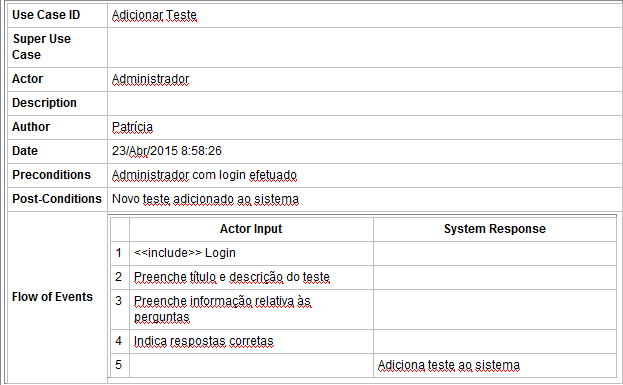 Use Case ID Adicionar Teste
Super Use
Case
Actor Administrador
Description
Author Patrícia
Date 23/Abr/2015 8:58:26
Preconditions Administrador com login efetuado
Post-Conditions Novo teste adicionado ao sistema
Flow of Events
Actor Input System Response
1 <<include>> Login
2 Preenche título e descrição do teste
3 Preenche informação relativa às
perguntas
4 Indica respostas corretas
5 Adiciona teste ao sistema